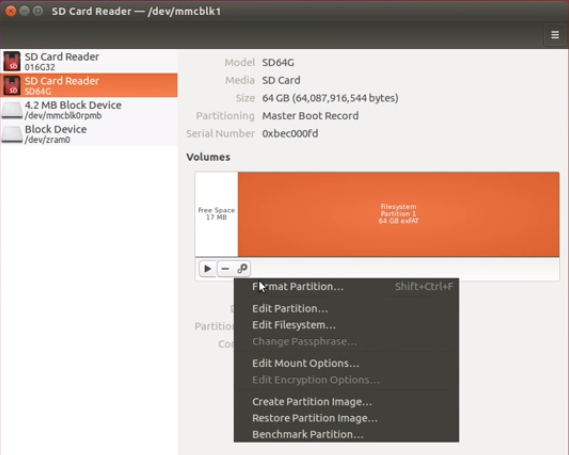 SD Card Reader — /dev/mmcblk1
SD Card Reader
016G32
SD Card Reader
SD64G
4.2 MB Block Device
/dev/mmcblk0rpmb
Block Device
/dev/zram0
Model SD64G
Media SD Card
Size 64 GB (64,087,916,544 bytes)
Partitioning Master Boot Record
Serial Number 0xbec000fd
Volumes
Free Space
17 MB
Filesystem
Partition 1
64 GB exFAT
Format Partition... Shift+Ctrl+F
Edit Partition...
Edit Filesystem...
Change Passphrase...
Edit Mount Options...
Edit Encryption Options...
Create Partition Image...
Restore Partition Image...
Benchmark Partition...